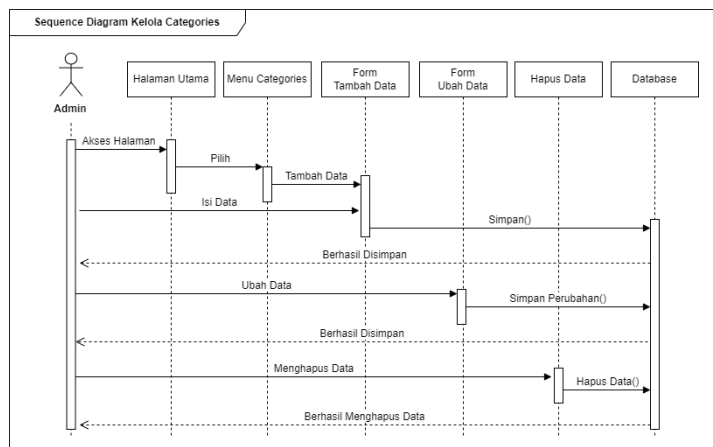 Sequence Diagram Kelola Categories
Admin
Halaman Utama
Menu Categories
Form
Tambah Data
Form
Ubah Data
Hapus Data
Database
Akses Halaman
Pilih
Tambah Data
Isi Data
Simpan()
Berhasil Disimpan
Ubah Data
Simpan Perubahan()
Berhasil Disimpan
Menghapus Data
Hapus Data()
Berhasil Menghapus Data